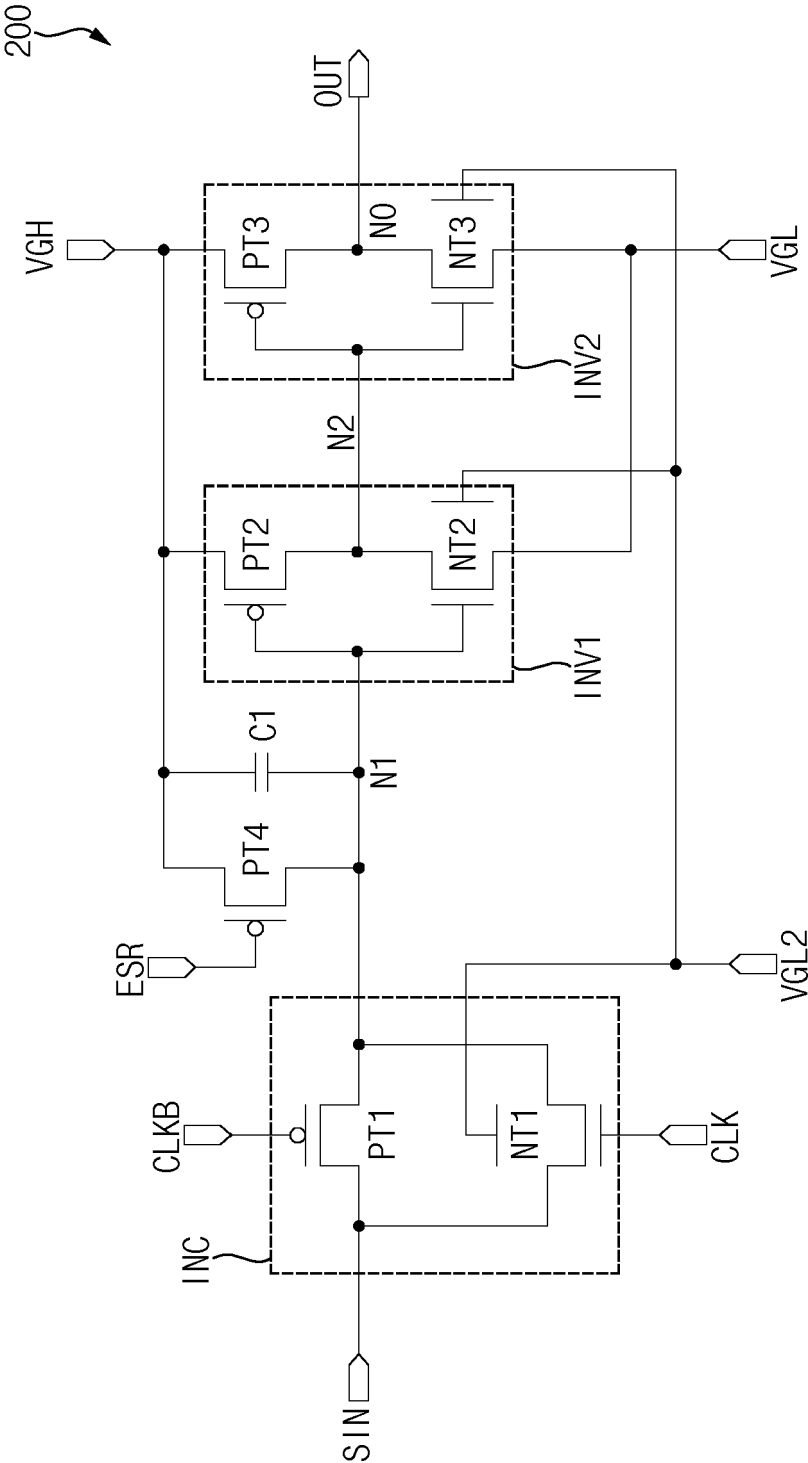 200
VGH
OUT
PT3
NO
NT3
VGL
INV2
N2
PT2
NT2
INV1
C1
N1
PT4
ESR
VGL2
CLKB
PT1
NT1
CLK
INC
SIN